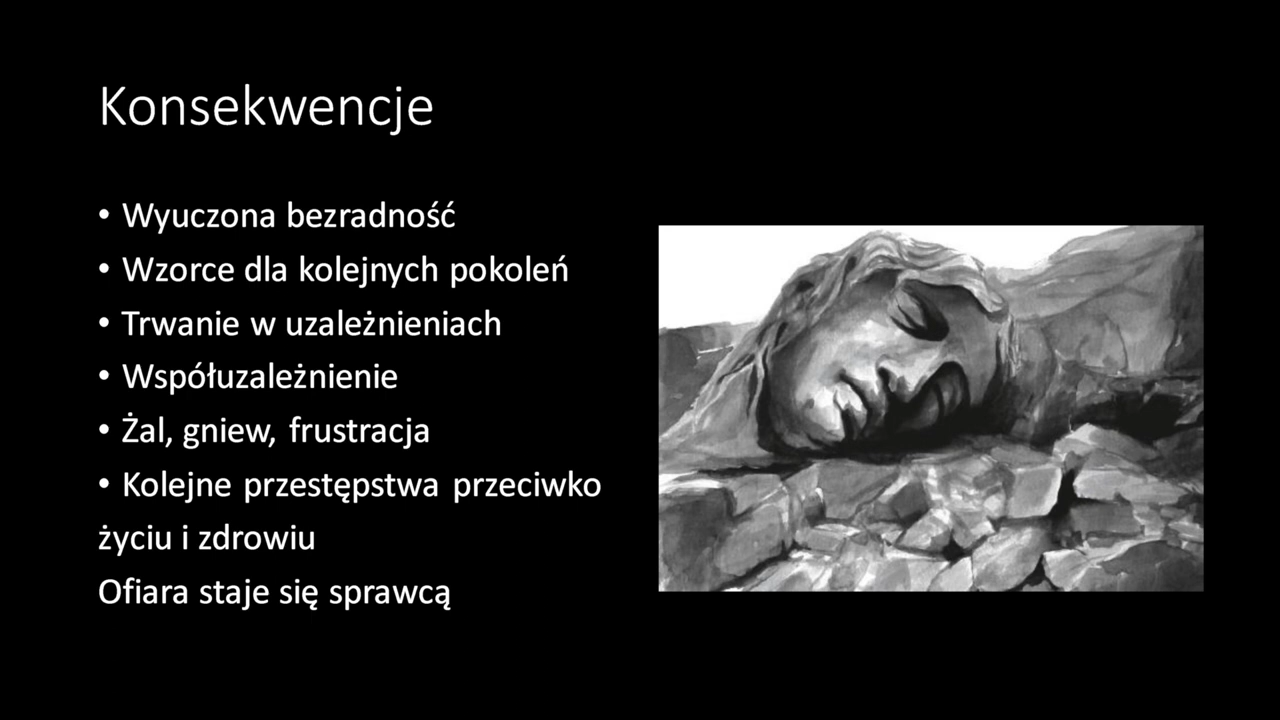 Konsekwencje
• Wyuczona bezradność
• Wzorce dla kolejnych pokoleń
• Trwanie w uzależnieniach
• Współuzależnienie
• Żal, gniew, frustracja
• Kolejne przestępstwa przeciwko
życiu i zdrowiu
Ofiara staje się sprawcą